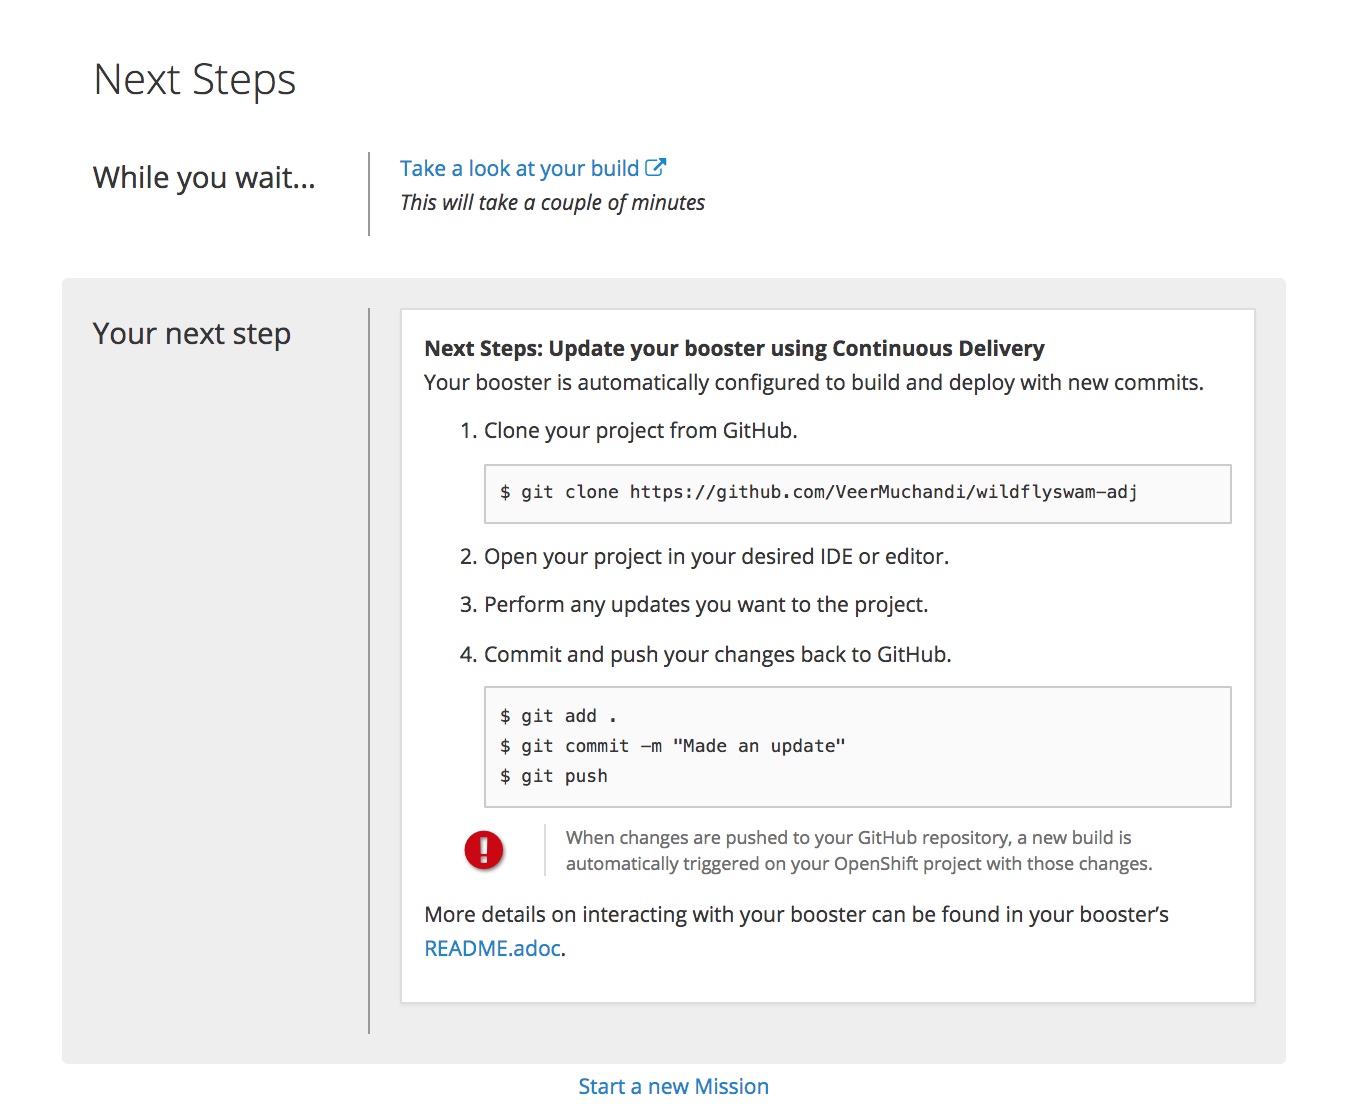 Next Steps
While you wait...
Take a look at your build
This will take a couple of minutes
Your next step
Next Steps: Update your booster using Continuous Delivery
Your booster is automatically configured to build and deploy with new commits.
1. Clone your project from GitHub.
$ git clone https://github.com/VeerMuchandi/wildflyswam-adj
2. Open your project in your desired IDE or editor.
3. Perform any updates you want to the project.
4. Commit and push your changes back to GitHub.
$ git add .
$ git commit -m "Made an update"
$ git push
When changes are pushed to your GitHub repository, a new build is
automatically triggered on your OpenShift project with those changes.
More details on interacting with your booster can be found in your booster’s
README.adoc.
Start a new Mission